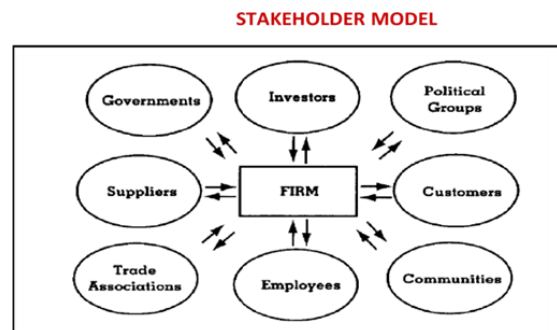 STAKEHOLDER MODEL
Governments
Investors
Political
Groups
Suppliers
FIRM
Customers
Trade
Associations
Employees
Communities